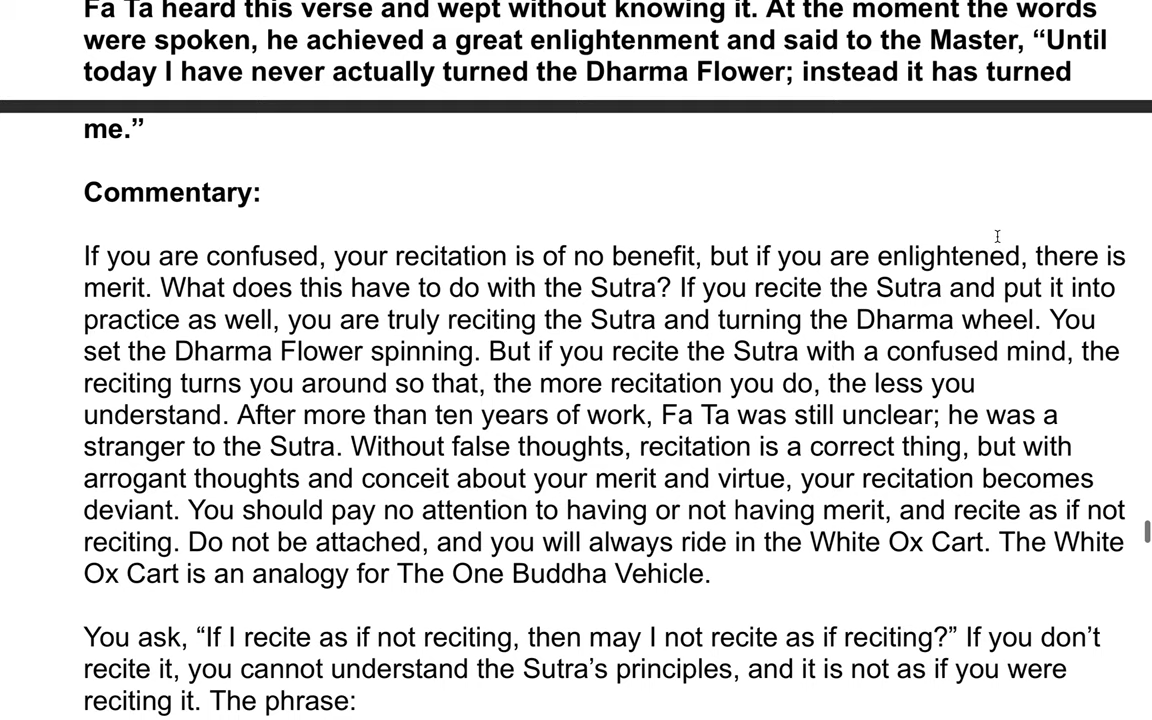 Fa Ta heard this verse and wept without knowing it. At the moment the words
were spoken, he achieved a great enlightenment and said to the Master, “Until
today I have never actually turned the Dharma Flower; instead it has turned
me.”
Commentary:
If you are confused, your recitation is of no benefit, but if you are enlightened, there is
merit. What does this have to do with the Sutra? If you recite the Sutra and put it into
practice as well, you are truly reciting the Sutra and turning the Dharma wheel. You
set the Dharma Flower spinning. But if you recite the Sutra with a confused mind, the
reciting turns you around so that, the more recitation you do, the less you
understand. After more than ten years of work, Fa Ta was still unclear; he was a
stranger to the Sutra. Without false thoughts, recitation is a correct thing, but with
arrogant thoughts and conceit about your merit and virtue, your recitation becomes
deviant. You should pay no attention to having or not having merit, and recite as if not
reciting. Do not be attached, and you will always ride in the White Ox Cart. The White
Ox Cart is an analogy for The One Buddha Vehicle.
You ask, “If I recite as if not reciting, then may I not recite as if reciting?” If you don’t
recite it, you cannot understand the Sutra’s principles, and it is not as if you were
reciting it. The phrase: